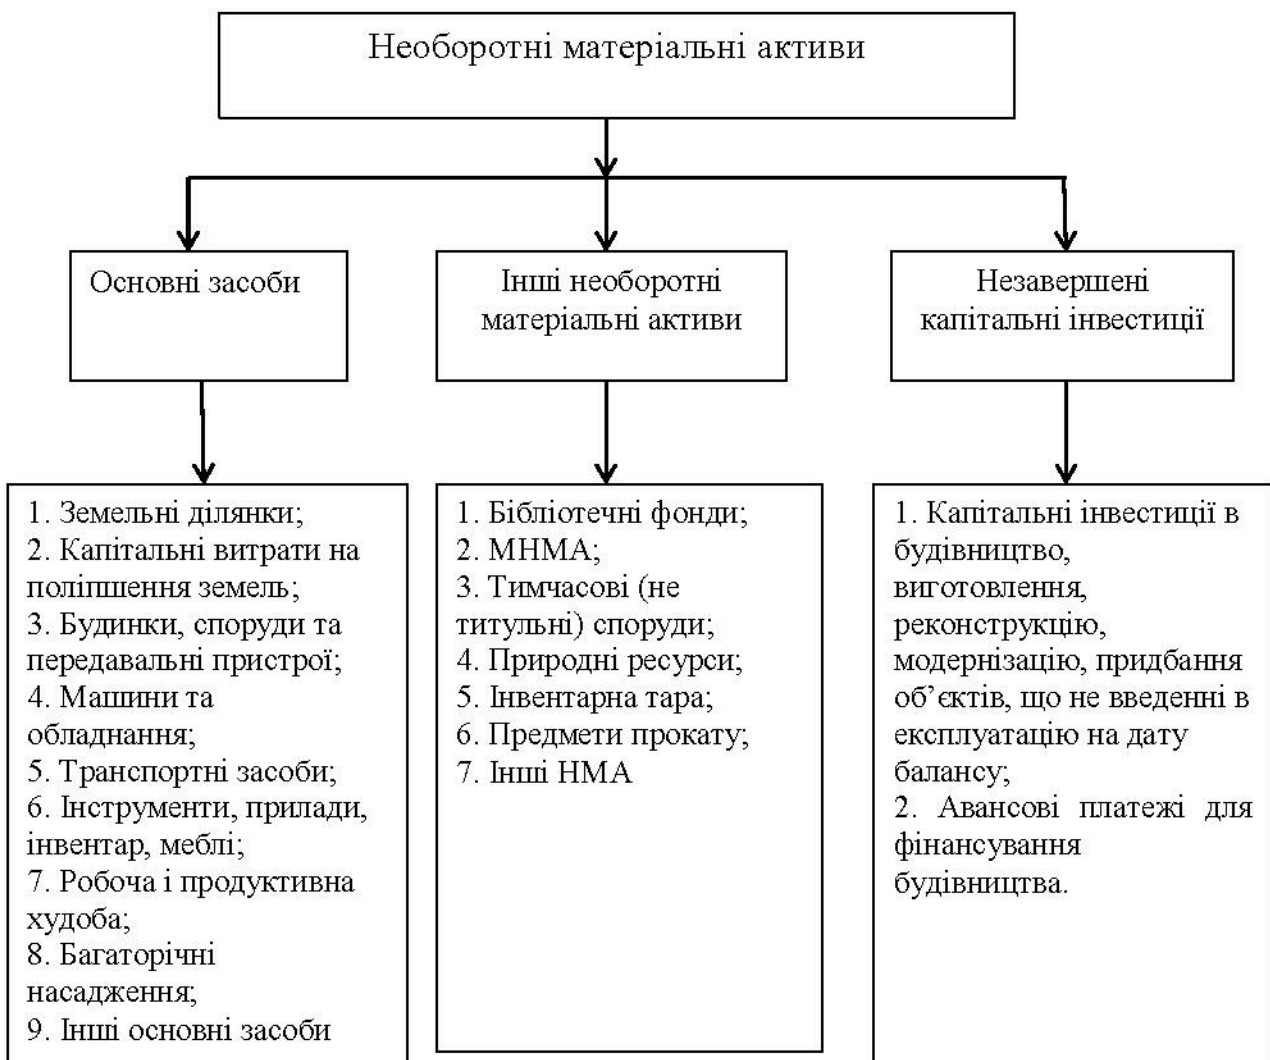 Необоротні матеріальні активи
Основні засоби
Інші необоротні
матеріальні активи
Незавершені
капітальні інвестиції
1. Земельні ділянки;
2. Капітальні витрати на
поліпшення земель;
3. Будинки, споруди та
передавальні пристрої;
4. Машини та
обладнання;
5. Транспортні засоби;
6. Інструменти, прилади,
інвентар, меблі;
7. Робоча і продуктивна
худоба;
8. Багаторічні
насадження;
9. Інші основні засоби
1. Бібліотечні фонди;
2. МНМА;
3. Тимчасові (не
титульні) споруди;
4. Природні ресурси;
5. Інвентарна тара;
6. Предмети прокату;
7. Інші НМА
1. Капітальні інвестиції в
будівництво,
виготовлення,
реконструкцію,
модернізацію, придбання
об’єктів, що не введенні в
експлуатацію на дату
балансу;
2. Авансові платежі для
фінансування
будівництва.